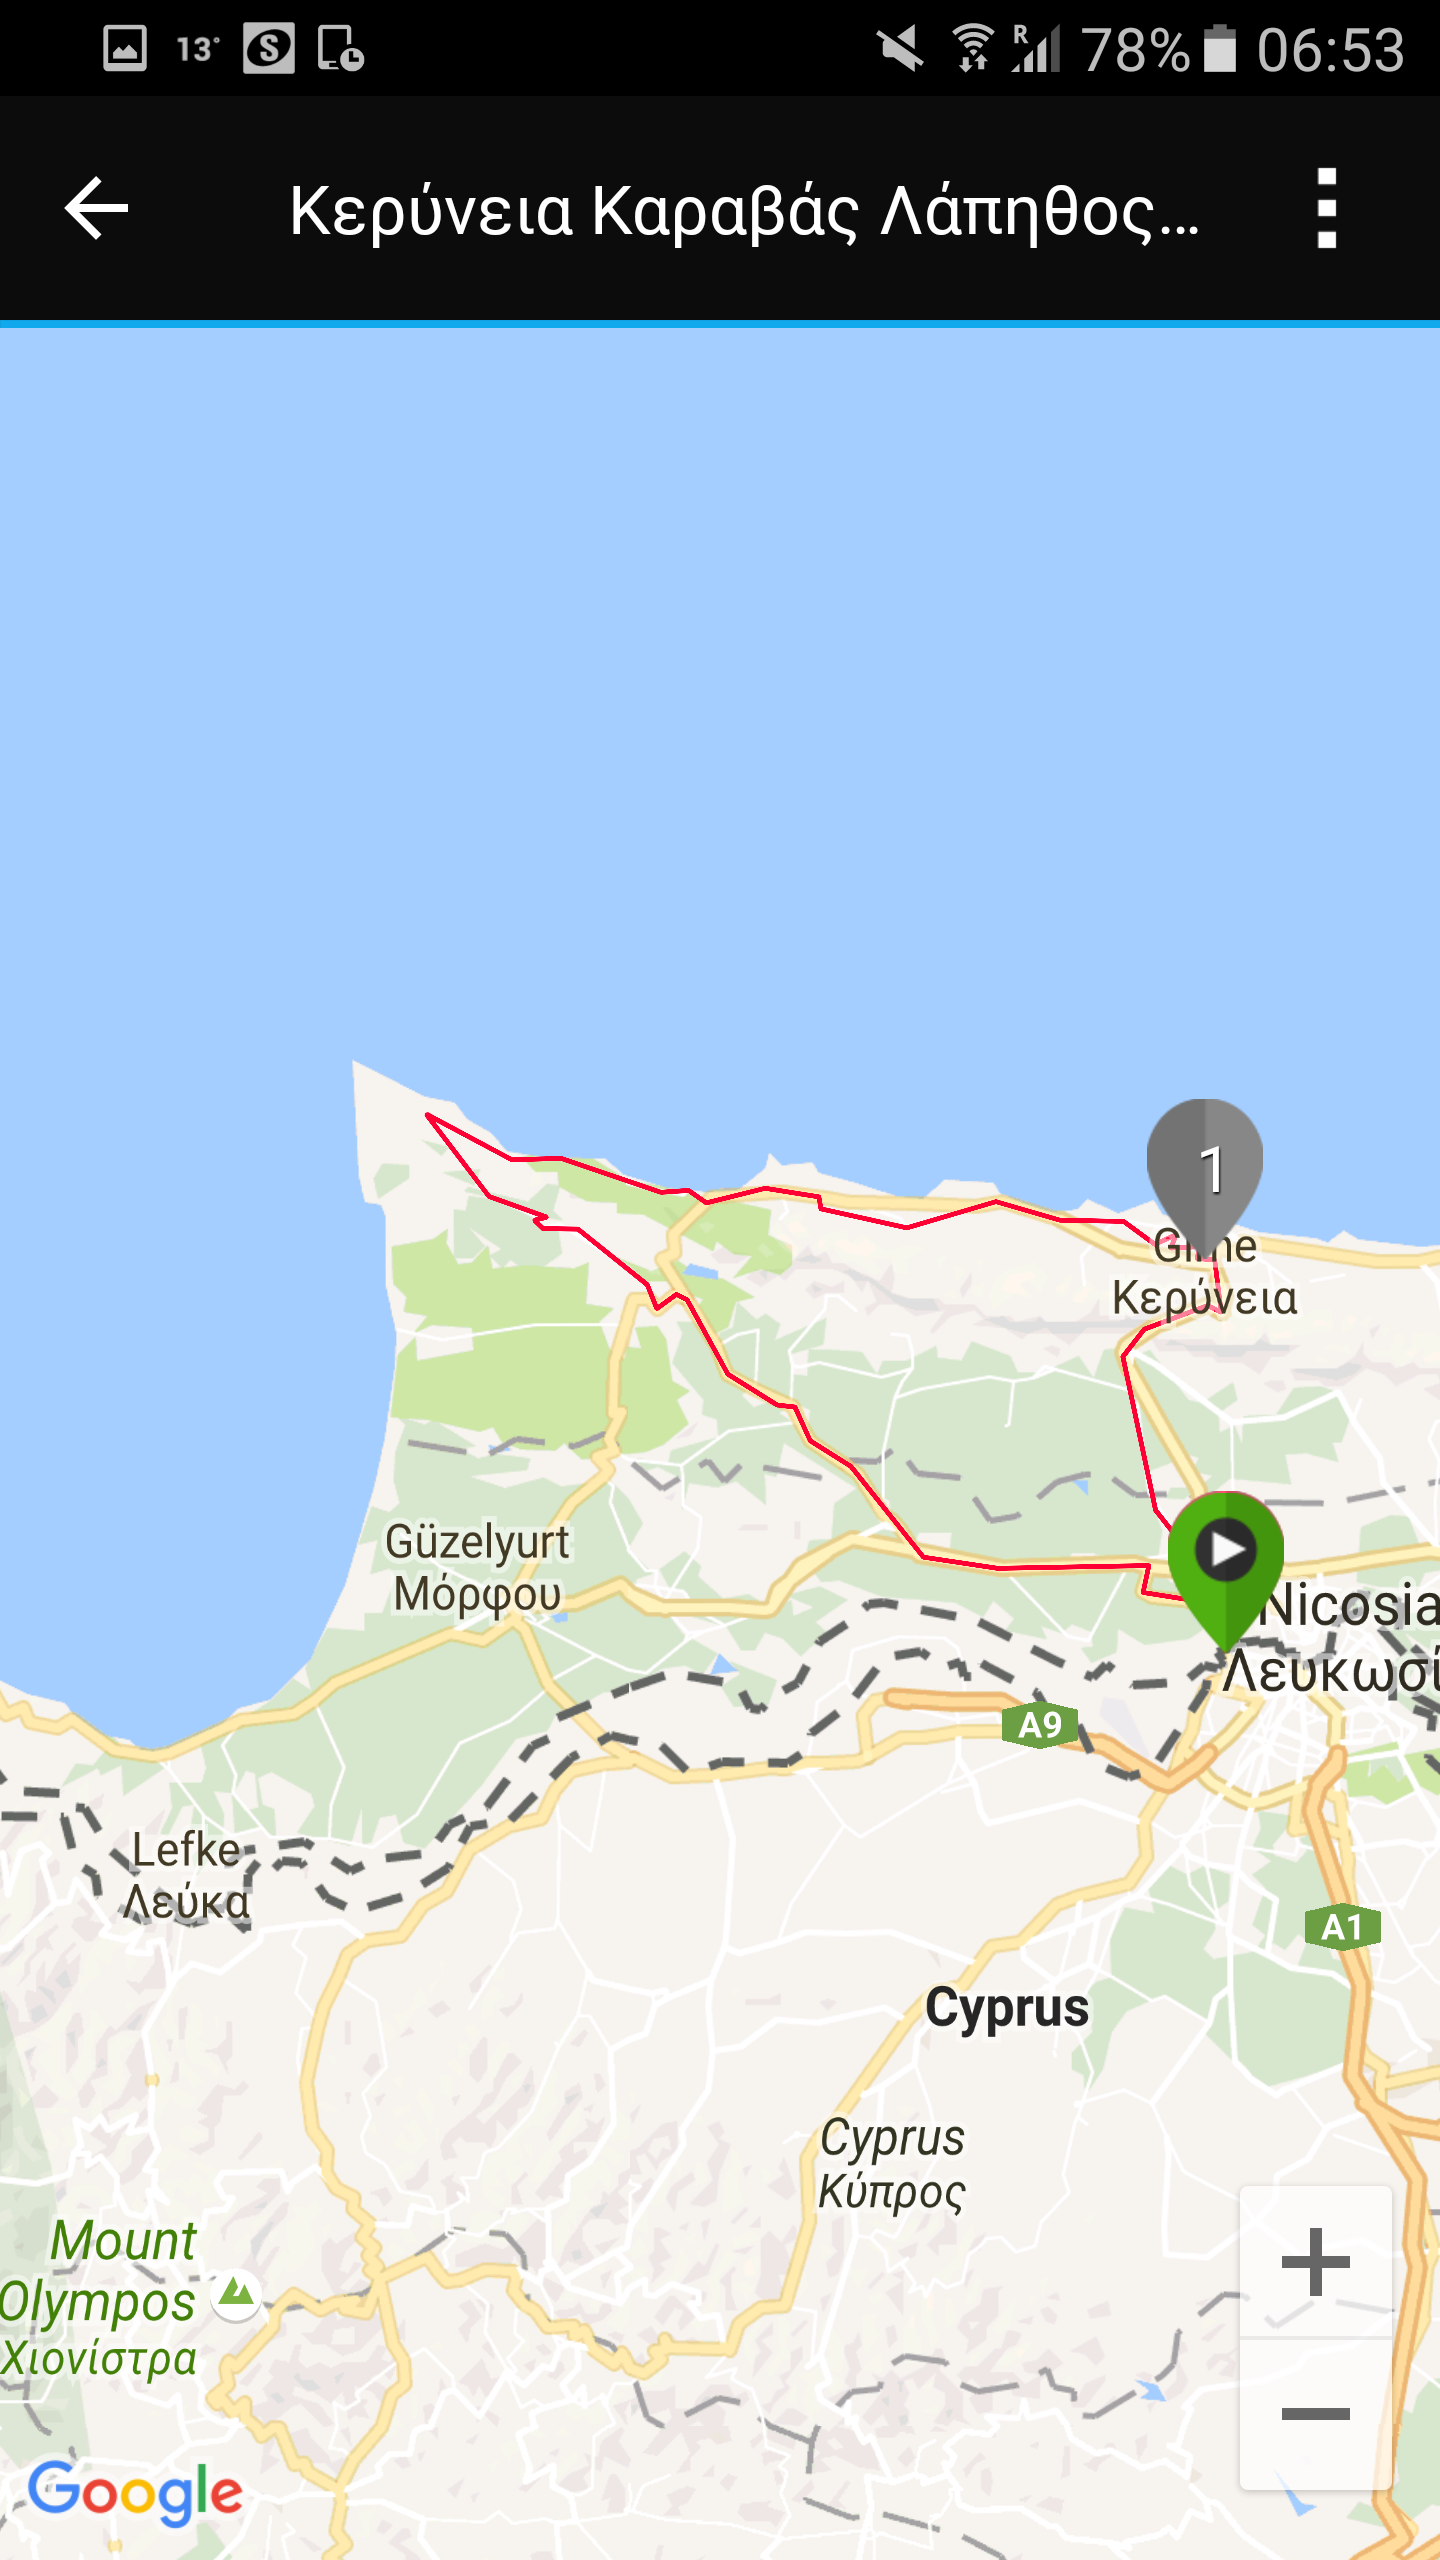 13°
R
78%
06:53
Κερύνεια Καραβάς Λάπηθος...
1
Girne
Κερύνεια
Güzelyurt
Μόρφου
Nicosia
Λευκωσί
A9
Lefke
Λεύκα
A1
Cyprus
Cyprus
Κύπρος
Mount
Olympos
Χιονίστρα
Google